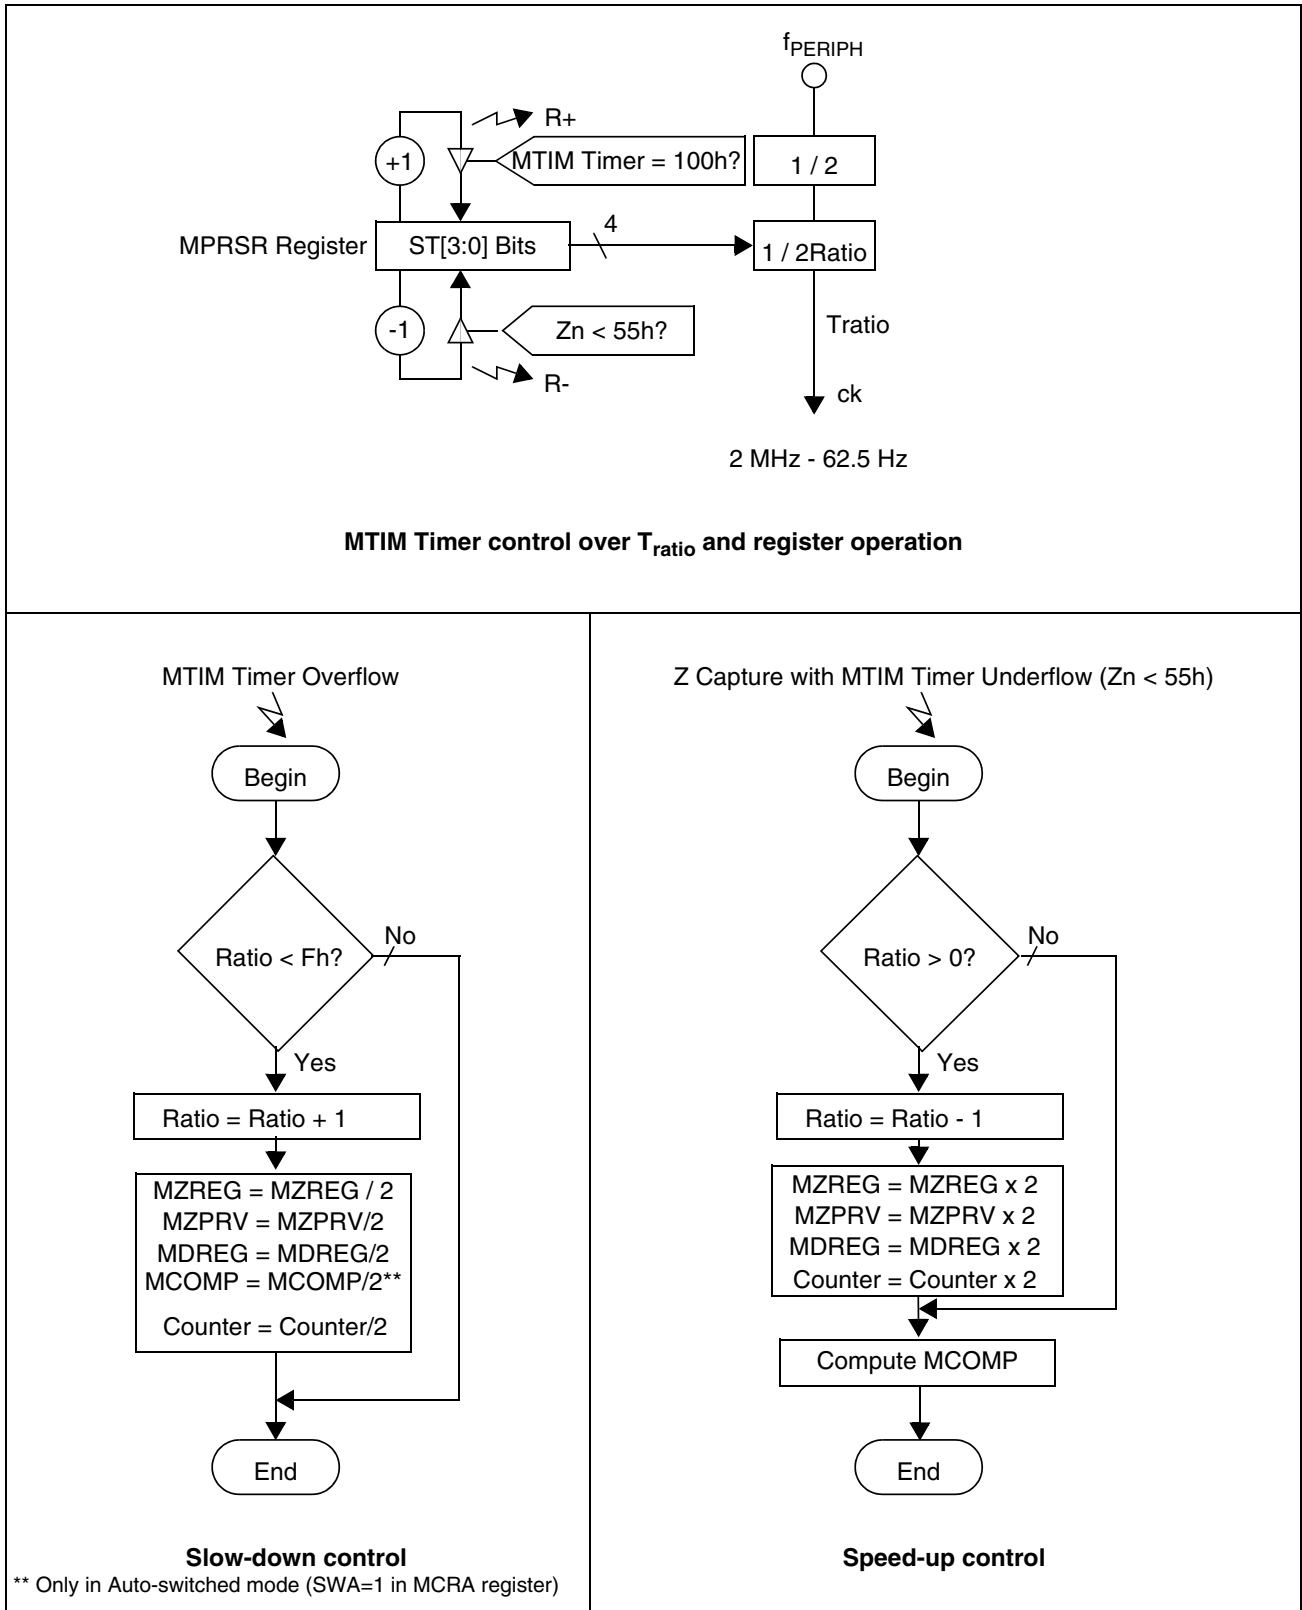 fPERIPH
R+
+1
MTIM Timer = 100h?
1 / 2
4
MPRSR Register
ST[3:0] Bits
1 / 2Ratio
-1
Zn < 55h?
Tratio
R-
ck
2 MHz - 62.5 Hz
MTIM Timer control over Tratio and register operation
MTIM Timer Overflow
Begin
Ratio < Fh?
No
Yes
Ratio = Ratio + 1
MZREG = MZREG / 2
MZPRV = MZPRV/2
MDREG = MDREG/2
MCOMP = MCOMP/2**
Counter = Counter/2
End
Slow-down control
** Only in Auto-switched mode (SWA=1 in MCRA register)
Z Capture with MTIM Timer Underflow (Zn < 55h)
Begin
Ratio > 0?
No
Yes
Ratio = Ratio - 1
MZREG = MZREG x 2
MZPRV = MZPRV x 2
MDREG = MDREG x 2
Counter = Counter x 2
Compute MCOMP
End
Speed-up control